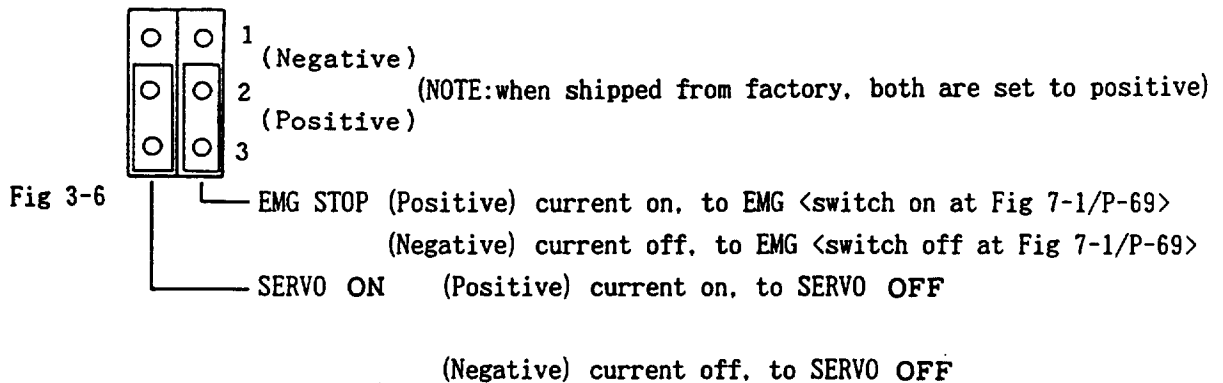 1
(Negative)
2
(NOTE:when shipped from factory, both are set to positive)
(Positive)
3
Fig 3-6
EMG STOP (Positive) current on, to EMG <switch on at Fig 7-1/P-69>
(Negative) current off, to EMG <switch off at Fig 7-1/P-69>
SERVO ON (Positive) current on, to SERVO OFF
(Negative) current off, to SERVO OFF